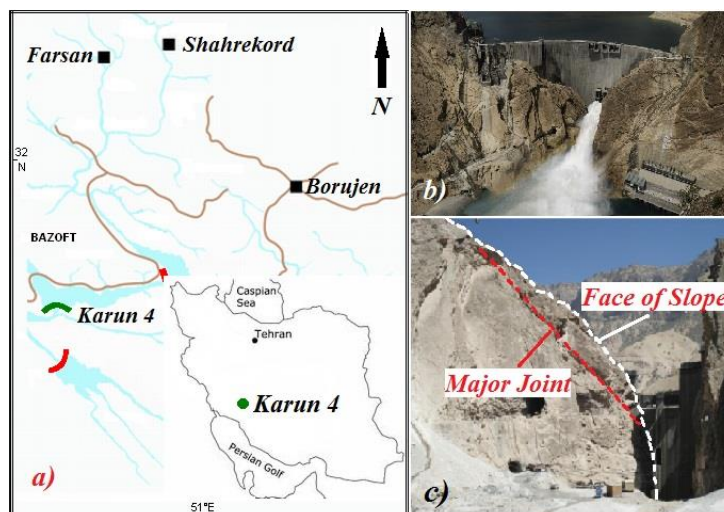 Farsan
Shahrekord
N
32
N
Borujen
BAZOFT
Karun 4
Caspian
Sea
Tehran
Karun 4
Persian Golf
a)
51°E
b)
Face of Slope
Major Joint
c)